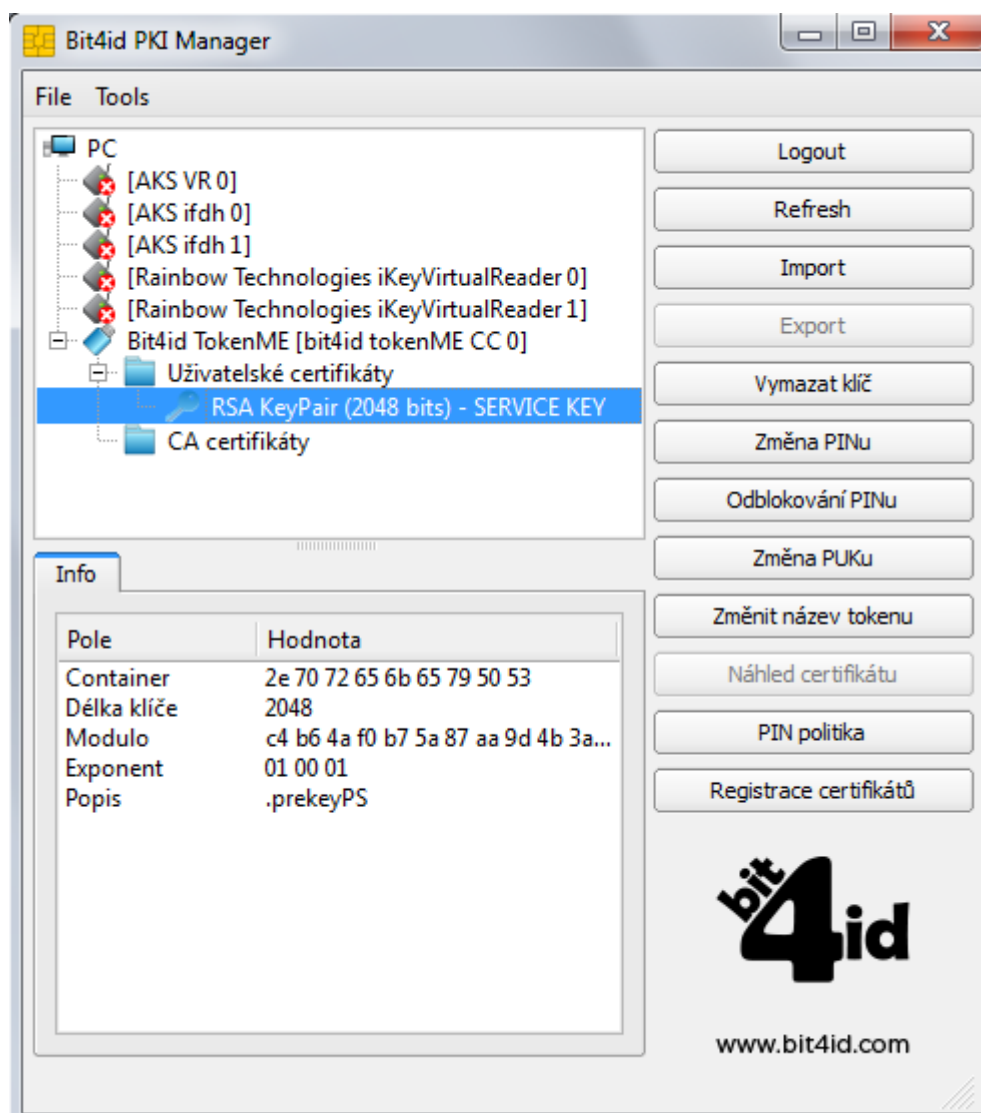 Bit4id PKI Manager
File Tools
PC
[AKS VR 0]
[AKS ifdh 0]
[AKS ifdh 1]
[Rainbow Technologies iKeyVirtualReader 0]
[Rainbow Technologies iKeyVirtualReader 1]
Bit4id TokenME [bit4id tokenME CC 0]
Uživatelské certifikáty
RSA KeyPair (2048 bits) - SERVICE KEY
CA certifikáty
Logout
Refresh
Import
Export
Vymazat klíč
Změna PINu
Odblokování PINu
Změna PUKu
Změnit název tokenu
Náhled certifikátu
PIN politika
Registrace certifikátů
Info
Pole Hodnota
Container 2e 70 72 65 6b 65 79 50 53
Délka klíče 2048
Modulo c4 b6 4a f0 b7 5a 87 aa 9d 4b 3a...
Exponent 01 00 01
Popis .prekeyPS
bit4id
www.bit4id.com